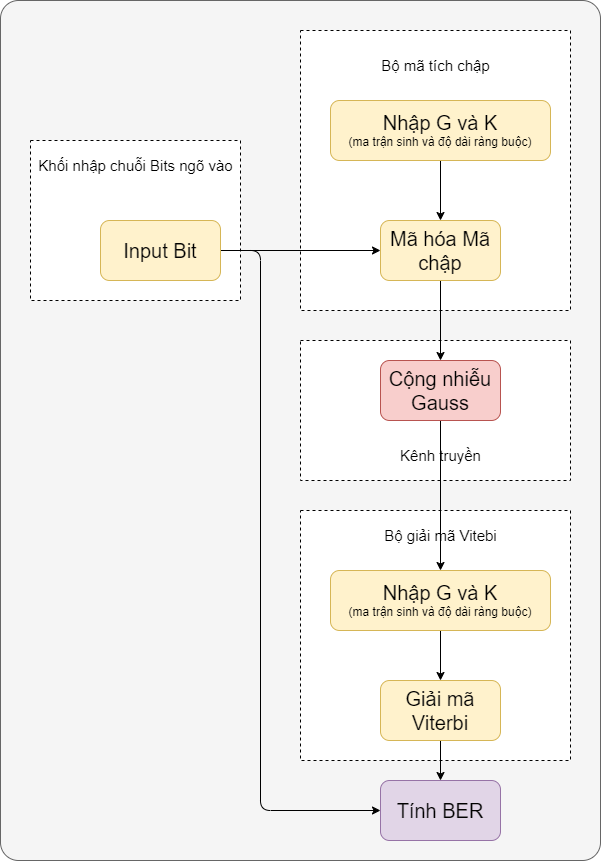 Bộ mã tích chập
Nhập G và K
(ma trận sinh và độ dài ràng buộc)
Khối nhập chuỗi Bits ngõ vào
Input Bit
Mã hóa Mã
chập
Cộng nhiễu
Gauss
Kênh truyền
Bộ giải mã Vitebi
Nhập G và K
(ma trận sinh và độ dài ràng buộc)
Giải mã
Viterbi
Tính BER